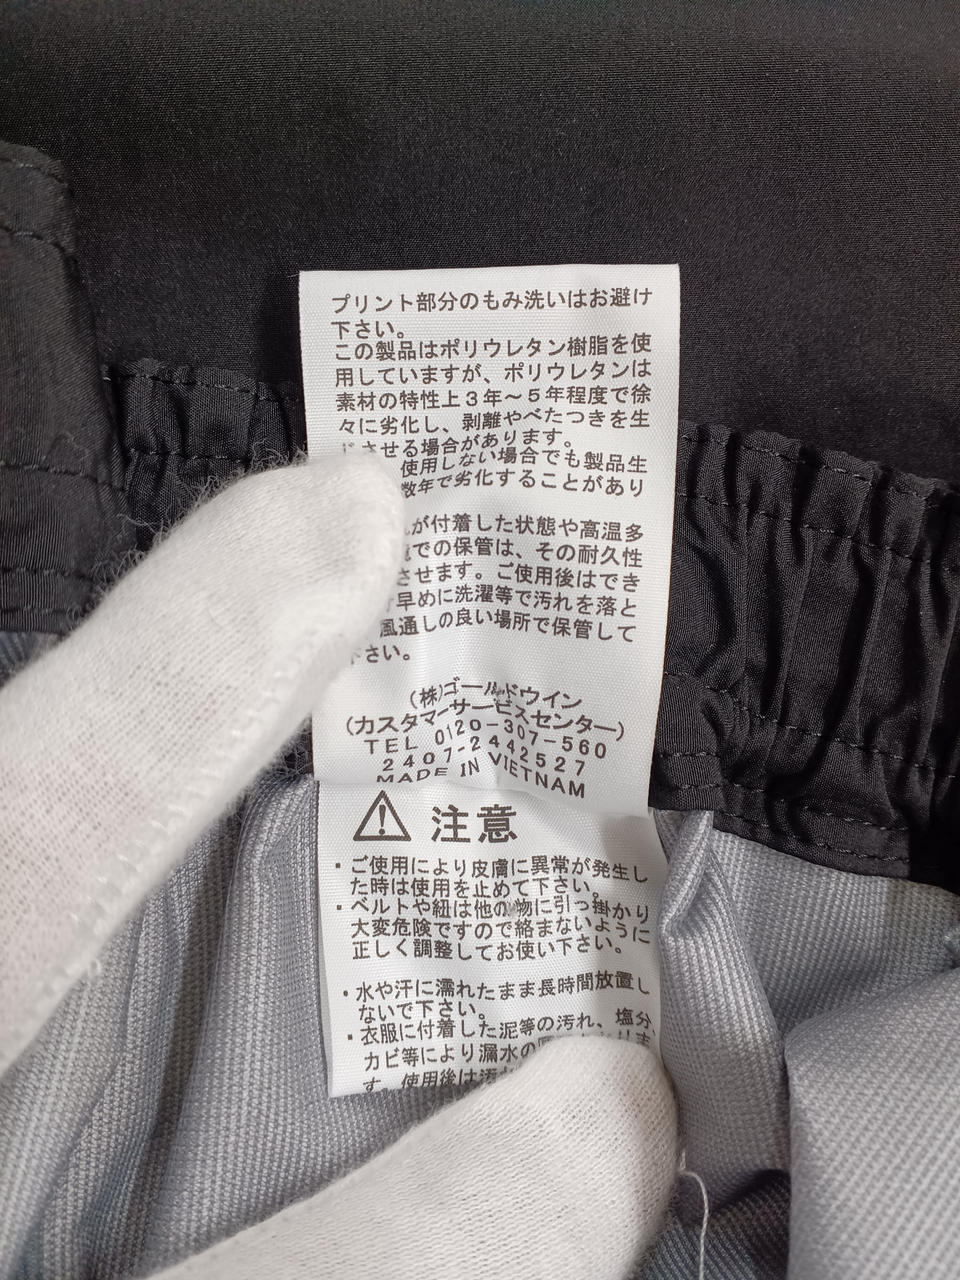 プリント部分のもみ洗いはお避け
下さい。
この製品はポリウレタン樹脂を使
用していますが、ポリウレタンは
素材の特性上3年～5年程度で徐
々に劣化し、剥離やべたつきを生
じさせる場合があります。
使用しない場合でも製品生
数年で劣化することがあり
が付着した状態や高温多
での保管は、その耐久性
させます。ご使用後はでき
早めに洗濯等で汚れを落と
風通しの良い場所で保管して
下さい。
(株)ゴールドウイン
(カスタマーサービスセンター)
TEL 0120-307-560
2407-2442527
MADE IN VIETNAM
注意
・ご使用により皮膚に異常が発生し
た時は使用を止めて下さい。
・ベルトや紐は他の物に引っ掛かり
大変危険ですので絡まないように
正しく調整してお使い下さい。
・水や汗に濡れたまま長時間放置し
ないで下さい。
・衣服に付着した泥等の汚れ、塩分、
カビ等により漏水の
す。使用後は汚